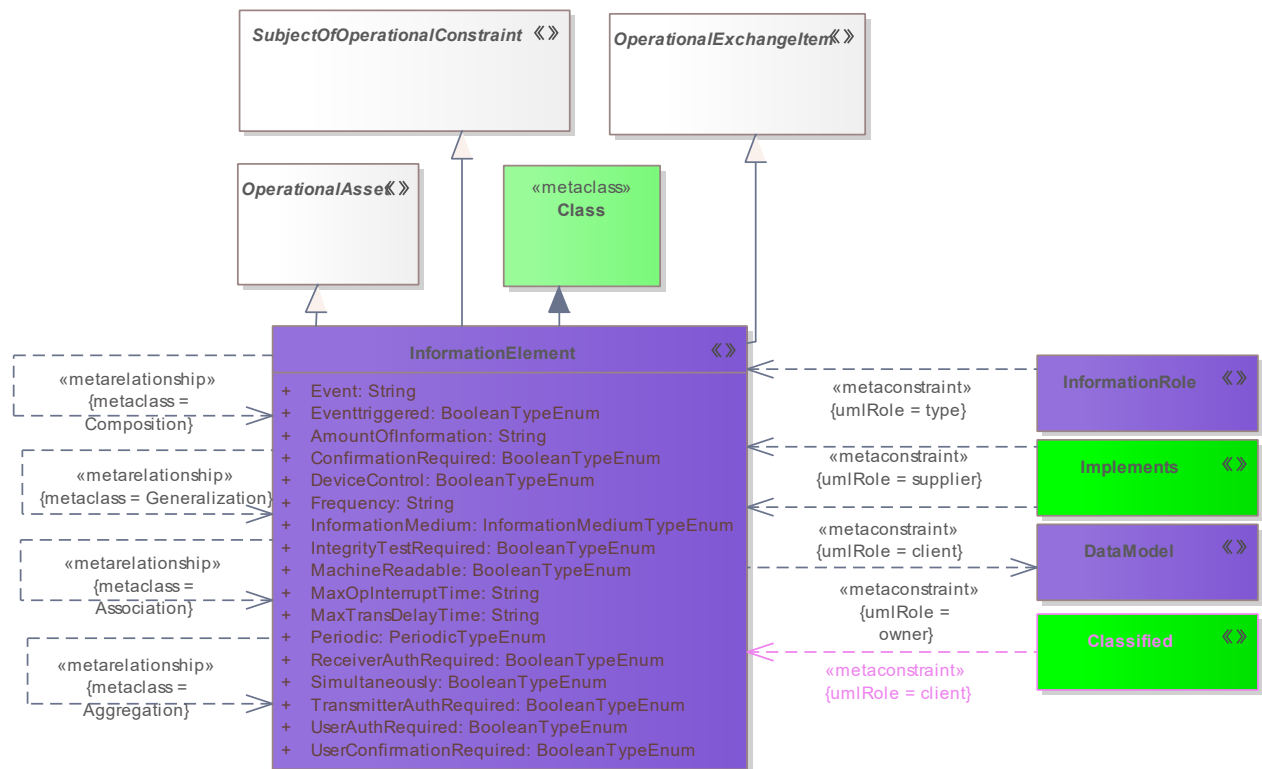 SubjectOfOperationalConstraint «»
OperationalExchangeItem «»
OperationalAsset «»
«metaclass»
Class
InformationElement «»
+ Event: String
+ Eventtriggered: BooleanTypeEnum
+ AmountOfInformation: String
+ ConfirmationRequired: BooleanTypeEnum
+ DeviceControl: BooleanTypeEnum
+ Frequency: String
+ InformationMedium: InformationMediumTypeEnum
+ IntegrityTestRequired: BooleanTypeEnum
+ MachineReadable: BooleanTypeEnum
+ MaxOpInterruptTime: String
+ MaxTransDelayTime: String
+ Periodic: PeriodicTypeEnum
+ ReceiverAuthRequired: BooleanTypeEnum
+ Simultaneously: BooleanTypeEnum
+ TransmitterAuthRequired: BooleanTypeEnum
+ UserAuthRequired: BooleanTypeEnum
+ UserConfirmationRequired: BooleanTypeEnum
«metarelationship»
{metaclass =
Composition}
«metarelationship»
{metaclass = Generalization}
«metarelationship»
{metaclass =
Association}
«metarelationship»
{metaclass =
Aggregation}
«metaconstraint»
{umlRole = type}
«metaconstraint»
{umlRole = supplier}
«metaconstraint»
{umlRole = client}
«metaconstraint»
{umlRole =
owner}
«metaconstraint»
{umlRole = client}
InformationRole «»
Implements «»
DataModel «»
Classified «»